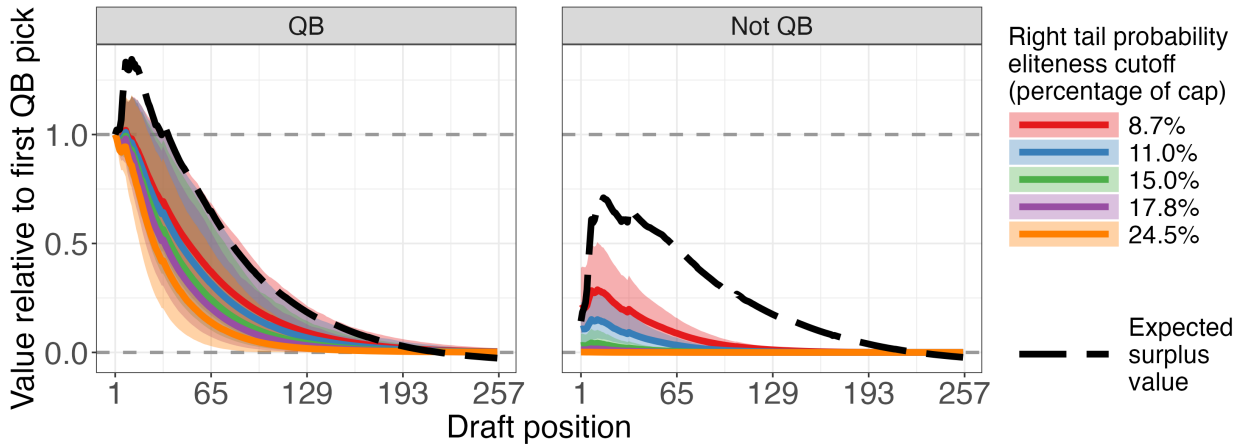 QB
Not QB
Value relative to first QB pick
1.0
0.5
0.0
1 65 129 193 257
1 65 129 193 257
Draft position
Right tail probability
eliteness cutoff
(percentage of cap)
8.7%
11.0%
15.0%
17.8%
24.5%
Expected
surplus
value